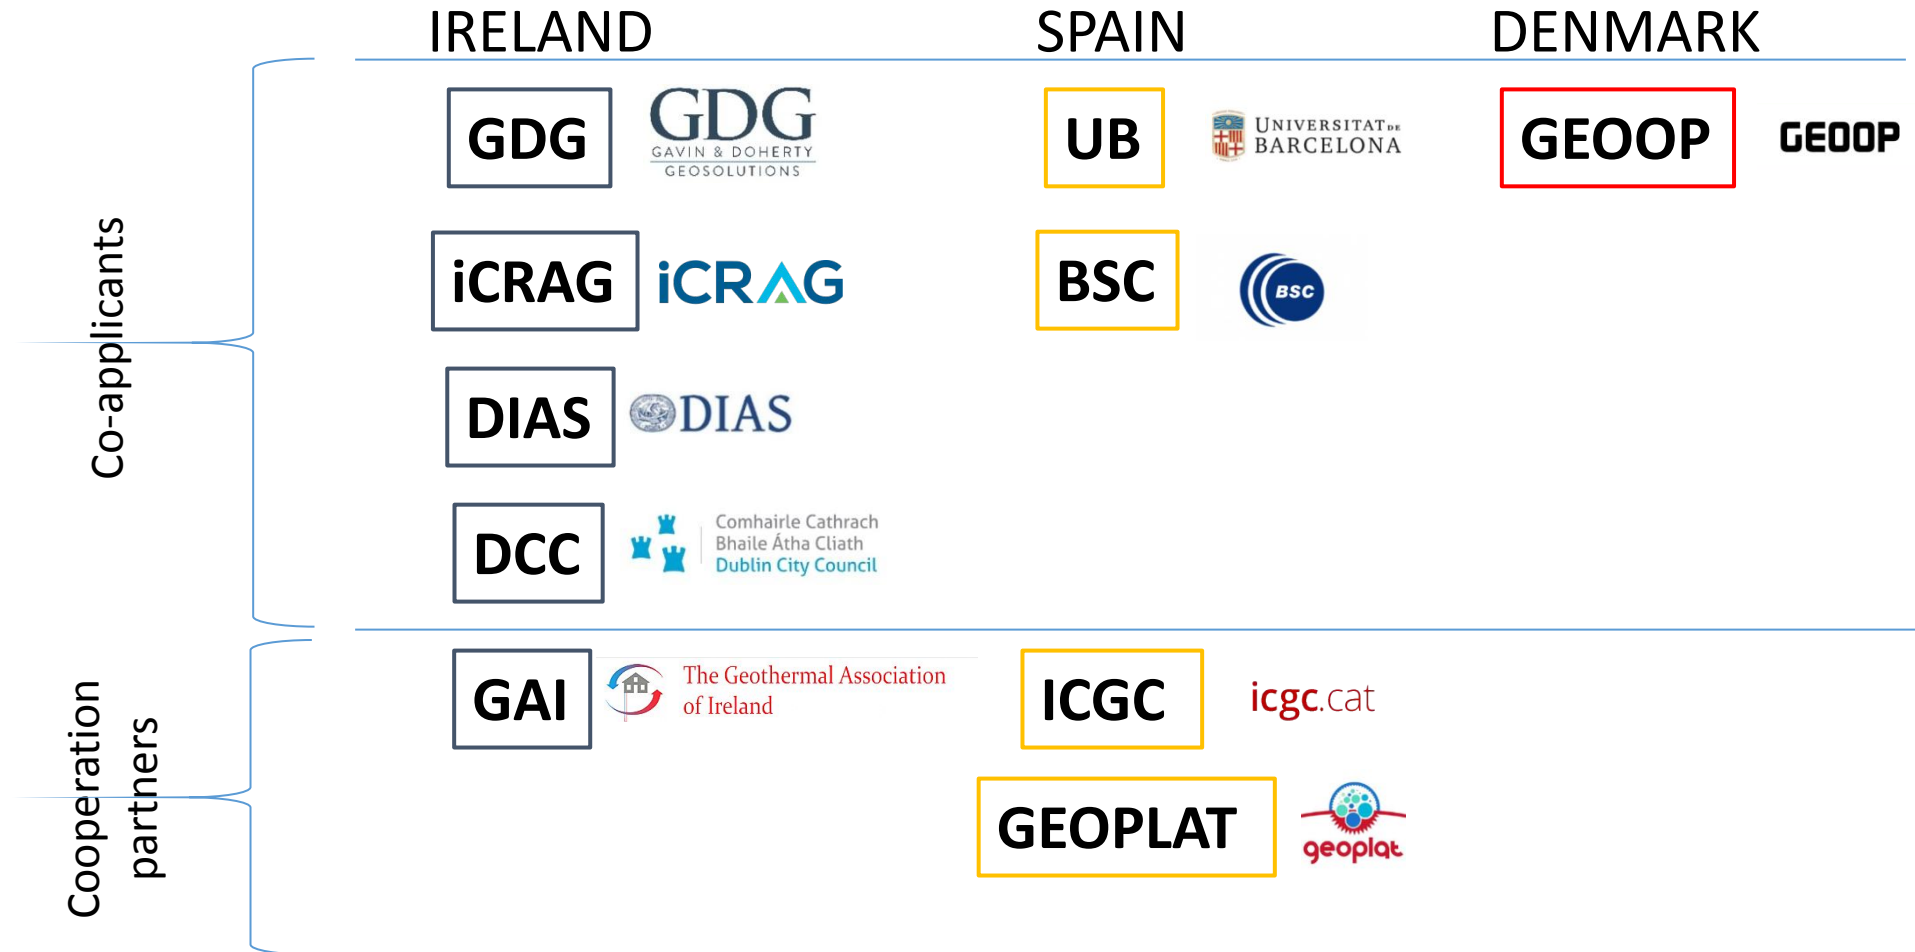 IRELAND
SPAIN
DENMARK
Co-applicants
GDG
GDG
GAVIN & DOHERTY
GEOSOLUTIONS
UB
UNIVERSITAT DE
BARCELONA
GEOOP
GEOOP
iCRAG
iCRAG
BSC
BSC
DIAS
DIAS
DCC
Comhairle Cathrach
Bhaile Átha Cliath
Dublin City Council
Cooperation
partners
GAI
The Geothermal Association
of Ireland
ICGC
icgc.cat
GEOPLAT
geoplat